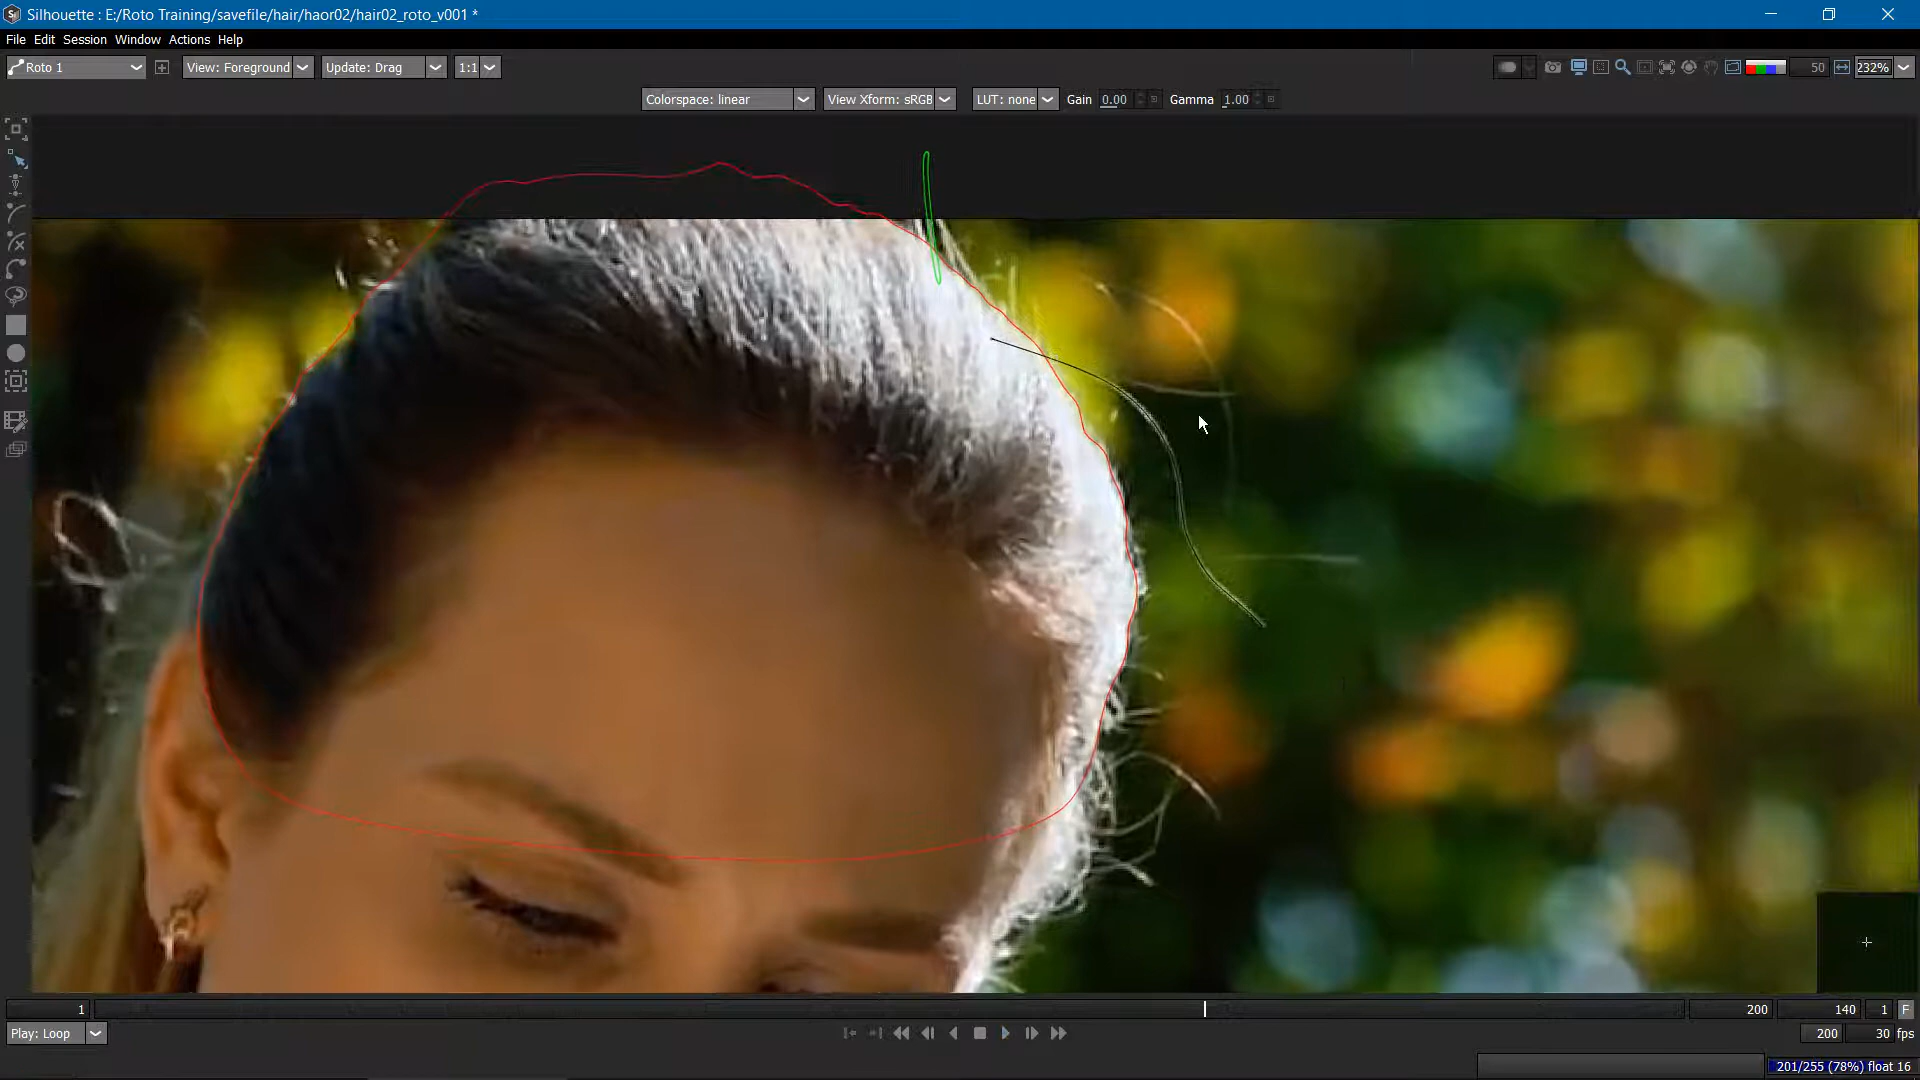 Silhouette : E:/Roto Training/savefile/hair/haor02/hair02_roto_v001 *
File Edit Session Window Actions Help
Roto 1 View: Foreground Update: Drag 1:1 50 232%
Colorspace: linear View Xform: sRGB LUT: none Gain 0.00 Gamma 1.00
1 200 140 1 F
Play: Loop 200 30 fps
201/255 (78%) float 16